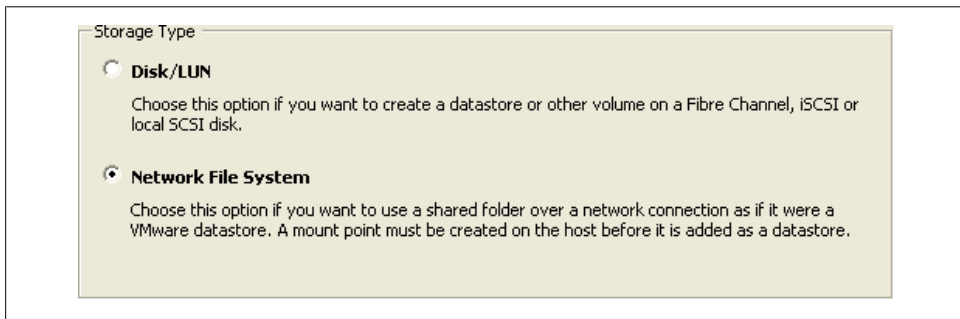 Storage Type
Disk/LUN
Choose this option if you want to create a datastore or other volume on a Fibre Channel, iSCSI or
local SCSI disk.
Network File System
Choose this option if you want to use a shared folder over a network connection as if it were a
VMware datastore. A mount point must be created on the host before it is added as a datastore.